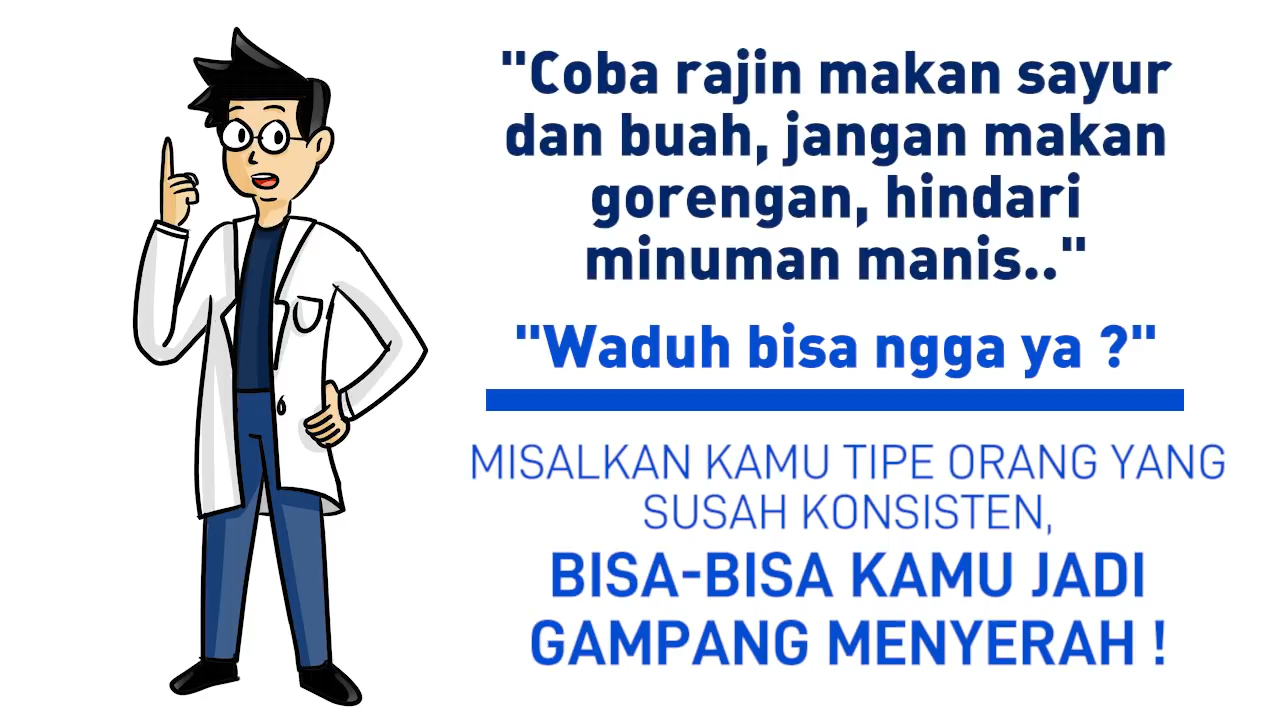 "Coba rajin makan sayur
dan buah, jangan makan
gorengan, hindari
minuman manis.."
"Waduh bisa ngga ya ?"
MISALKAN KAMU TIPE ORANG YANG
SUSAH KONSISTEN,
BISA-BISA KAMU JADI
GAMPANG MENYERAH !